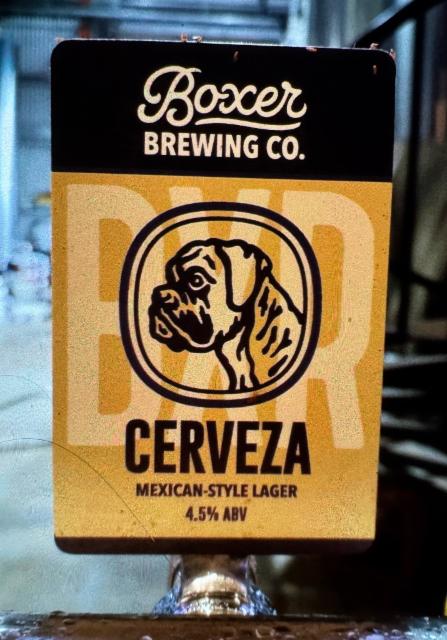 Boxer
BREWING CO.
BXR
CERVEZA
MEXICAN-STYLE LAGER
4.5% ABV